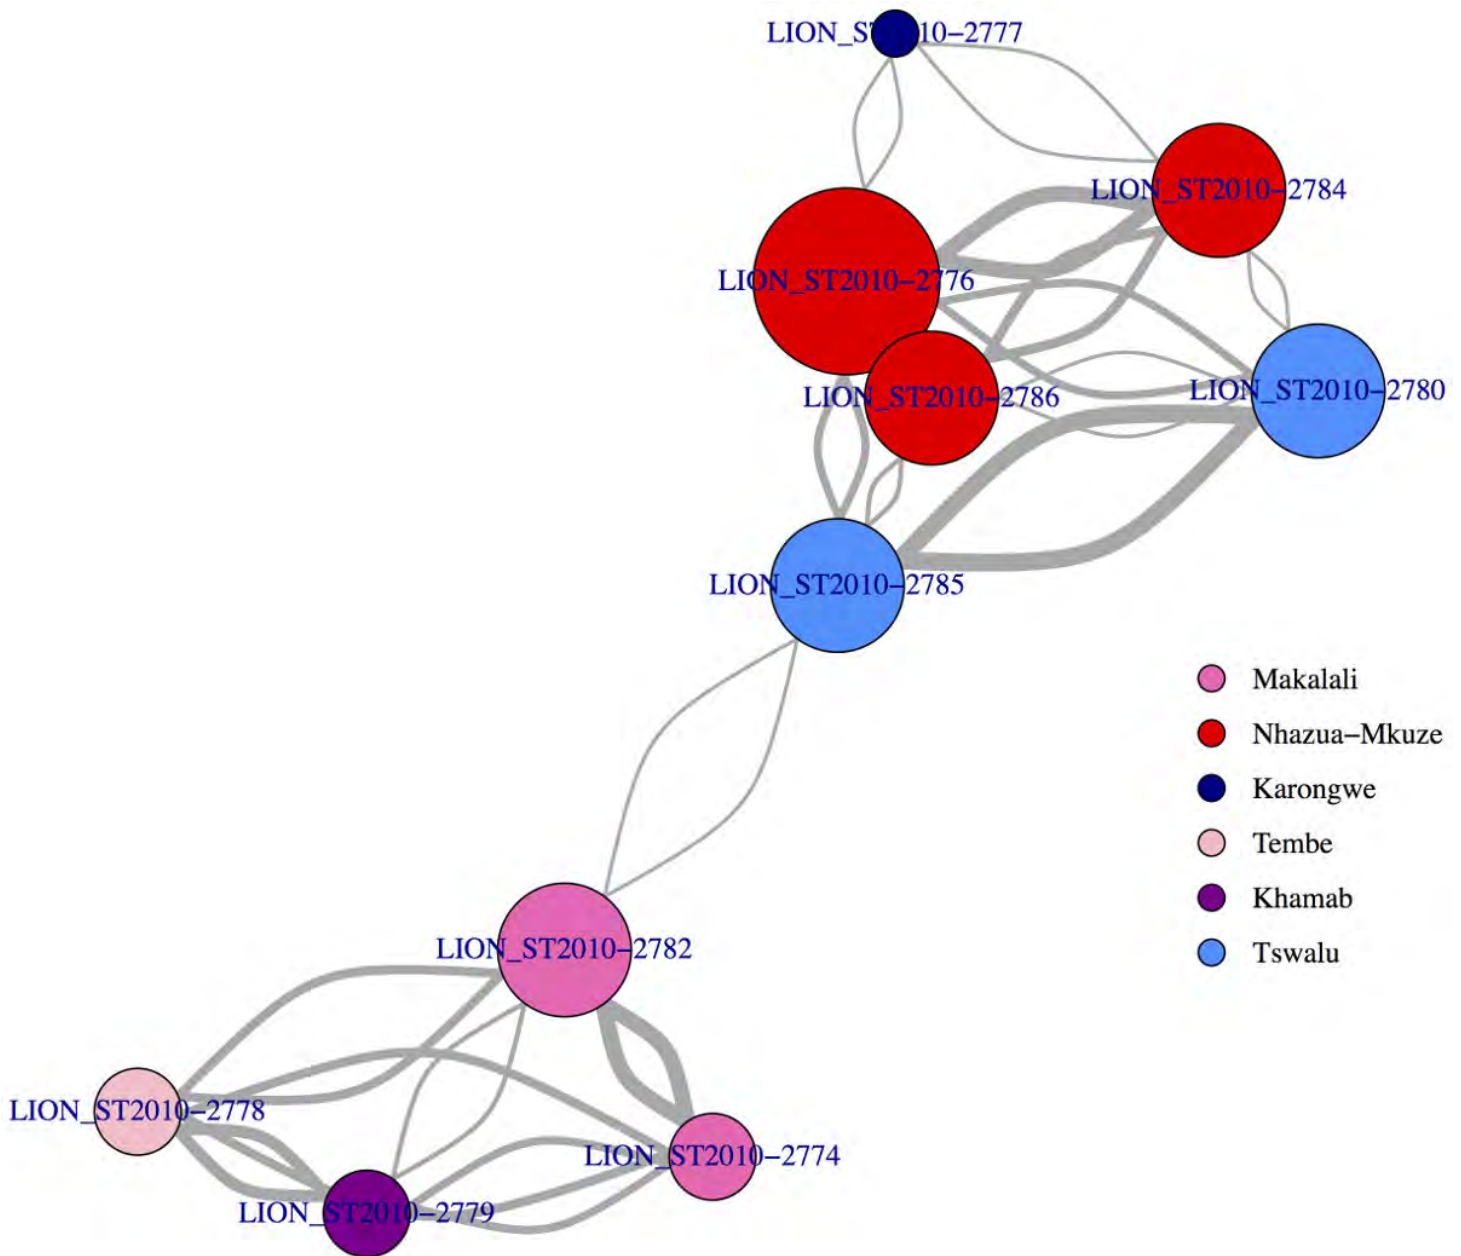 LION_ST2010−2777
LION_ST2010−2784
LION_ST2010−2776
LION_ST2010−2786
LION_ST2010−2780
LION_ST2010−2785
Makalali
Nhazua−Mkuze
Karongwe
Tembe
Khamab
Tswalu
LION_ST2010−2782
LION_ST2010−2778
LION_ST2010−2774
LION_ST2010−2779